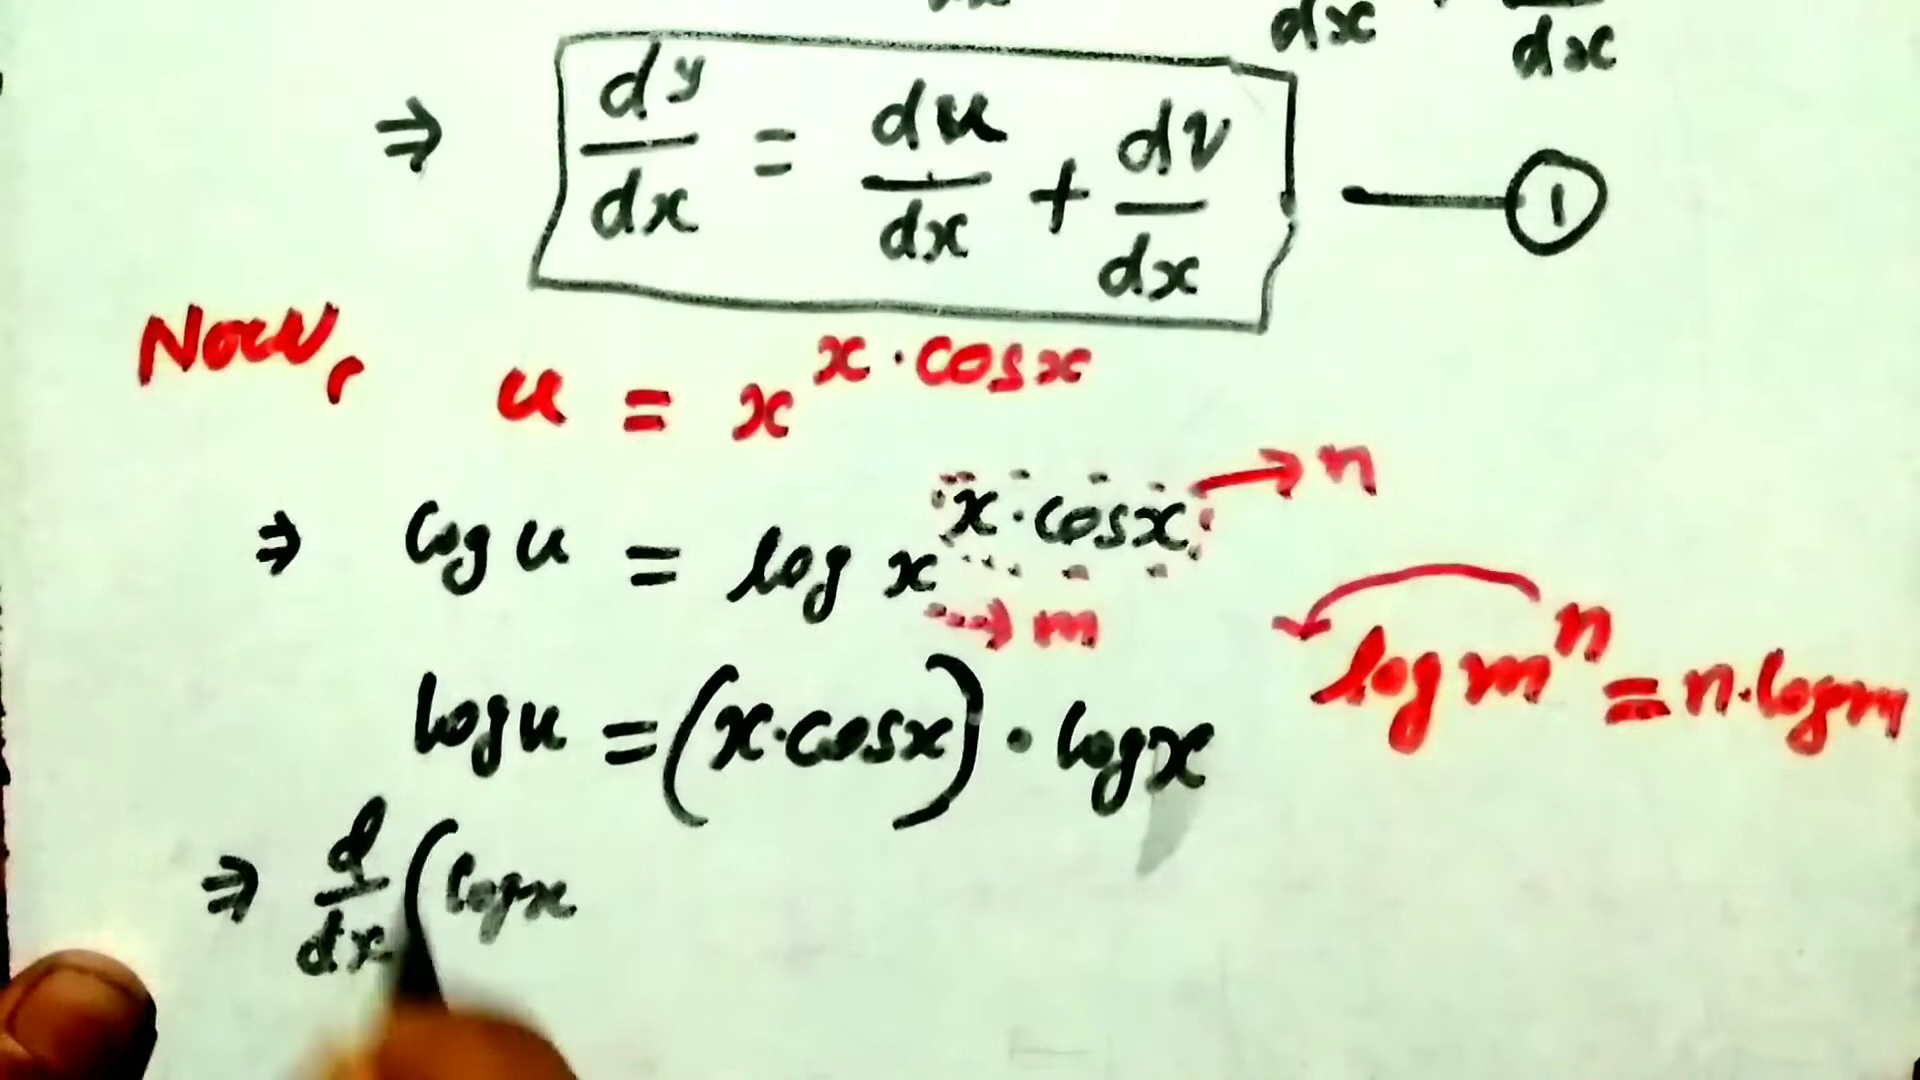 dx dx
⇒ dy/dx = du/dx + dv/dx — 1
Now, u = x^(x·cosx)
⇒ log u = log x^(x·cosx) → n
→ m
log m^n = n·log m
log u = (x·cosx)·log x
⇒ d/dx (log x